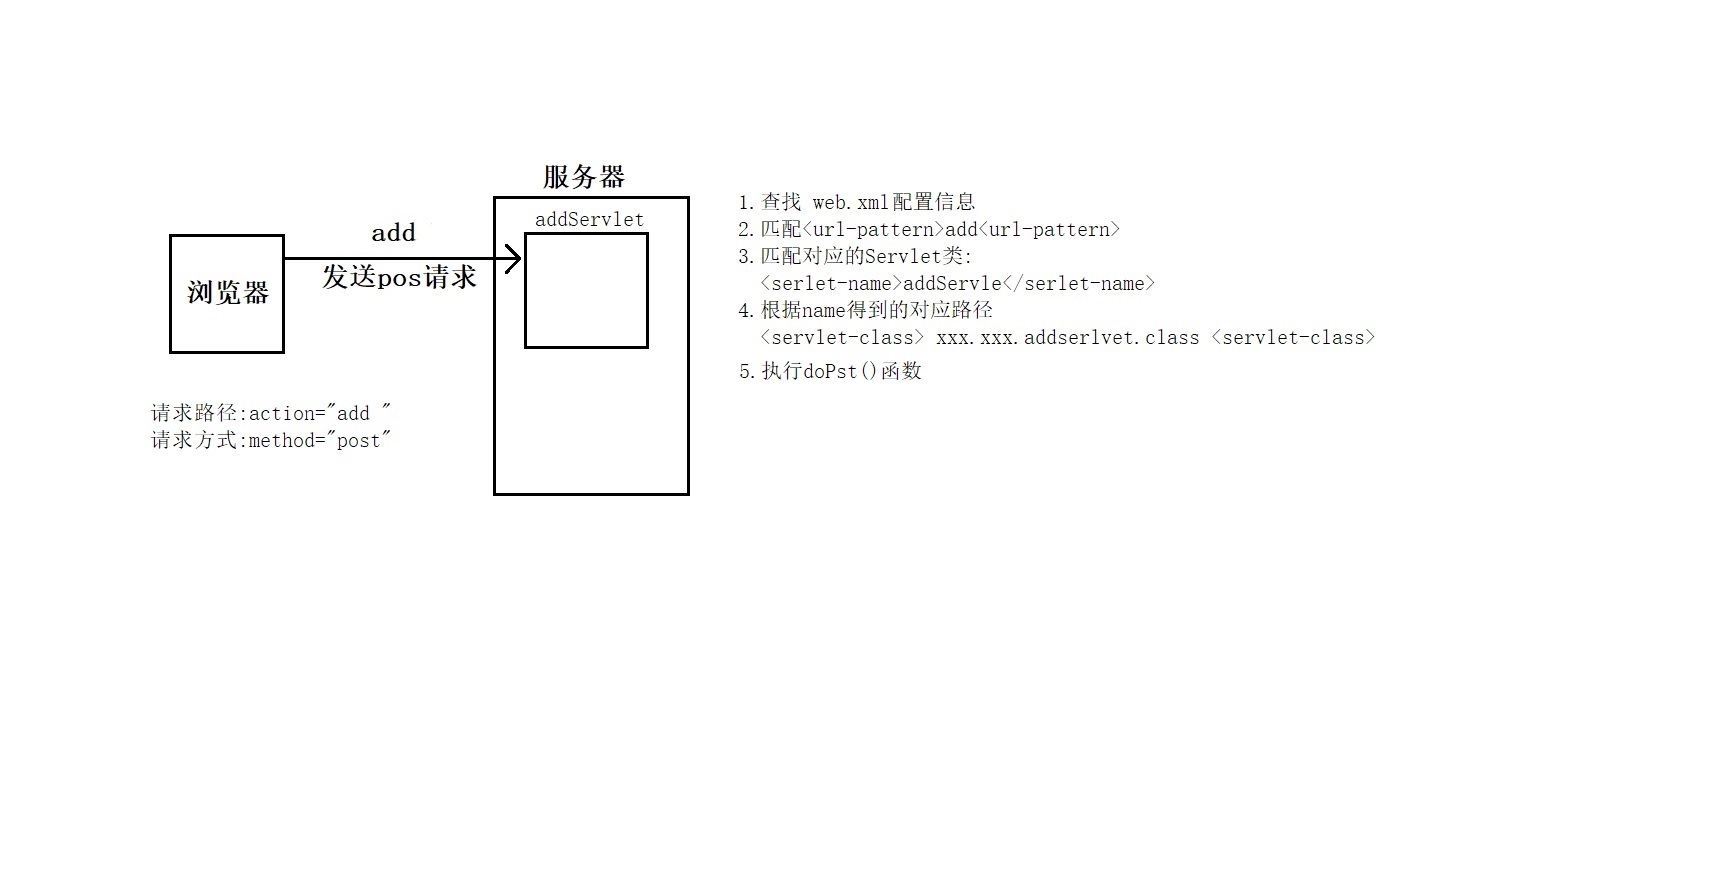 服务器
addServlet
add
发送pos请求
浏览器
请求路径:action="add "
请求方式:method="post"
1. 查找 web.xml配置信息
2. 匹配<url-pattern>add<url-pattern>
3. 匹配对应的Servlet类:
<serlet-name>addServle</serlet-name>
4. 根据name得到的对应路径
<servlet-class> xxx.xxx.addserlvet.class <servlet-class>
5. 执行doPst()函数